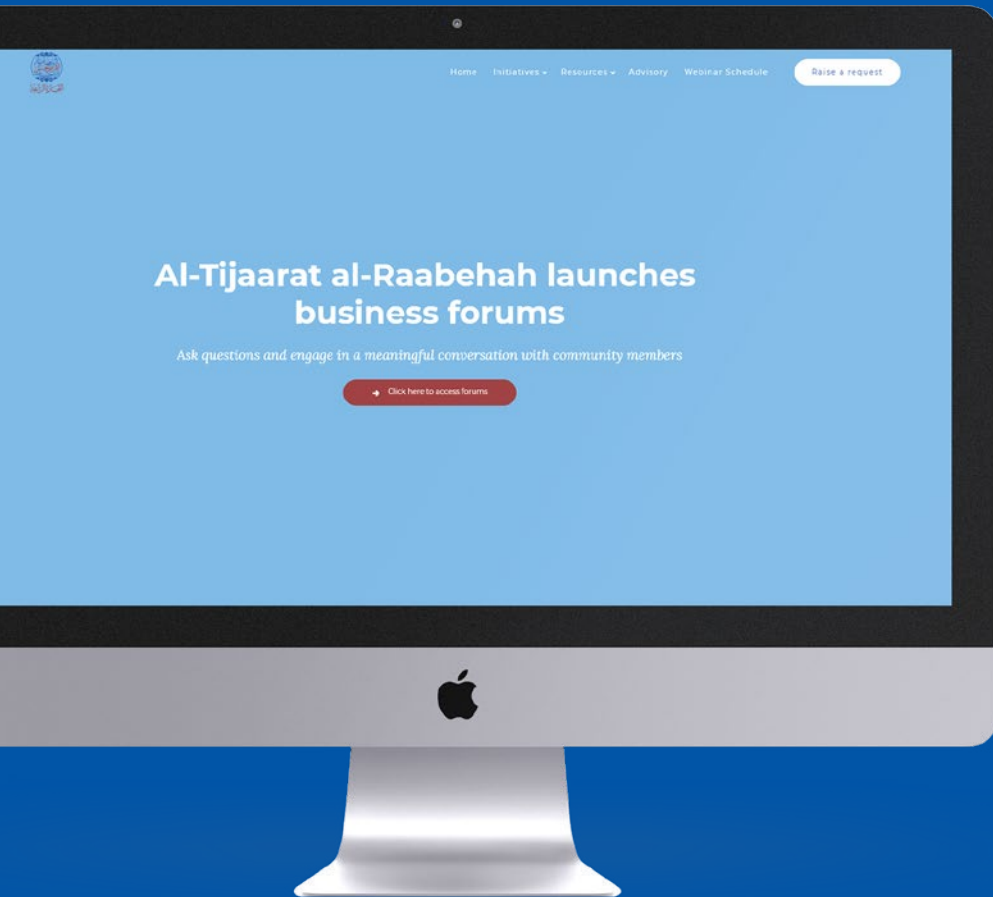 Home Initiatives Resources Advisory Webinar Schedule Raise a request
Al-Tijaarat al-Raabehah launches
business forums
Ask questions and engage in a meaningful conversation with community members
Click here to access forums